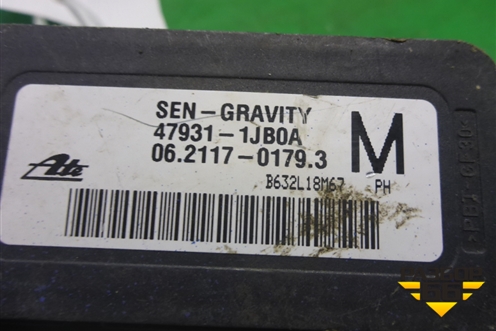 SEN-GRAVITY
47931-1JB0A
06.2117-0179.3
M
Ate
B632L18M67 PH